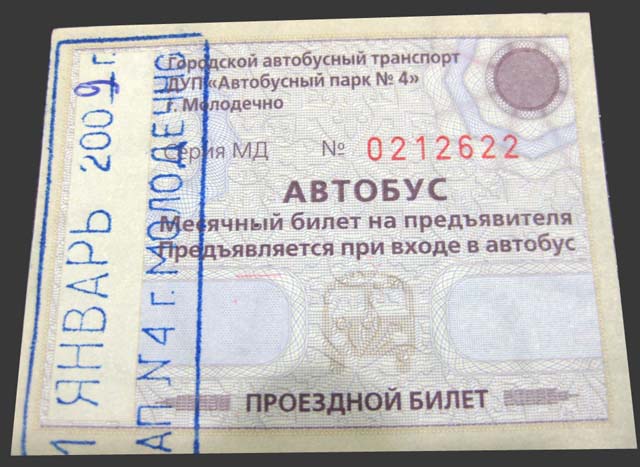 Городской автобусный транспорт
ДУП «Автобусный парк № 4»
г. Молодечно
Серия МД № 0212622
АВТОБУС
Месячный билет на предъявителя
Предъявляется при входе в автобус
ПРОЕЗДНОЙ БИЛЕТ
ЯНВАРЬ 2009 г.
АП N 4 г. МОЛОДЕЧНО